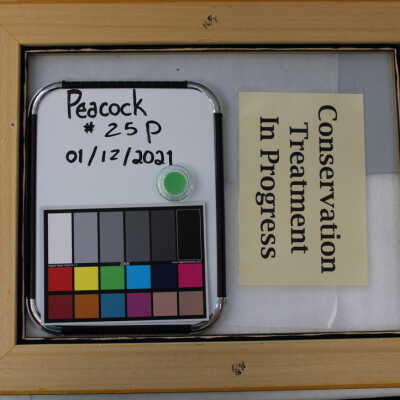 Peacock
# 25P
01/12/2021
Conservation
Treatment
In Progress